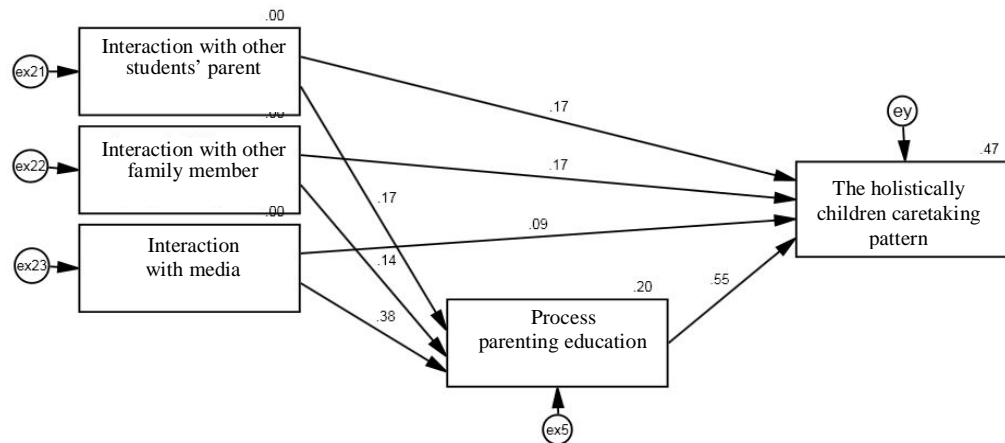 .00
Interaction with other
students' parent
ex21
.17
ey
.00
Interaction with other
family member
ex22
.17
.47
The holistically
children caretaking
pattern
.17
.00
Interaction
with media
ex23
.09
.14
.38
.20
.55
Process
parenting education
ex5